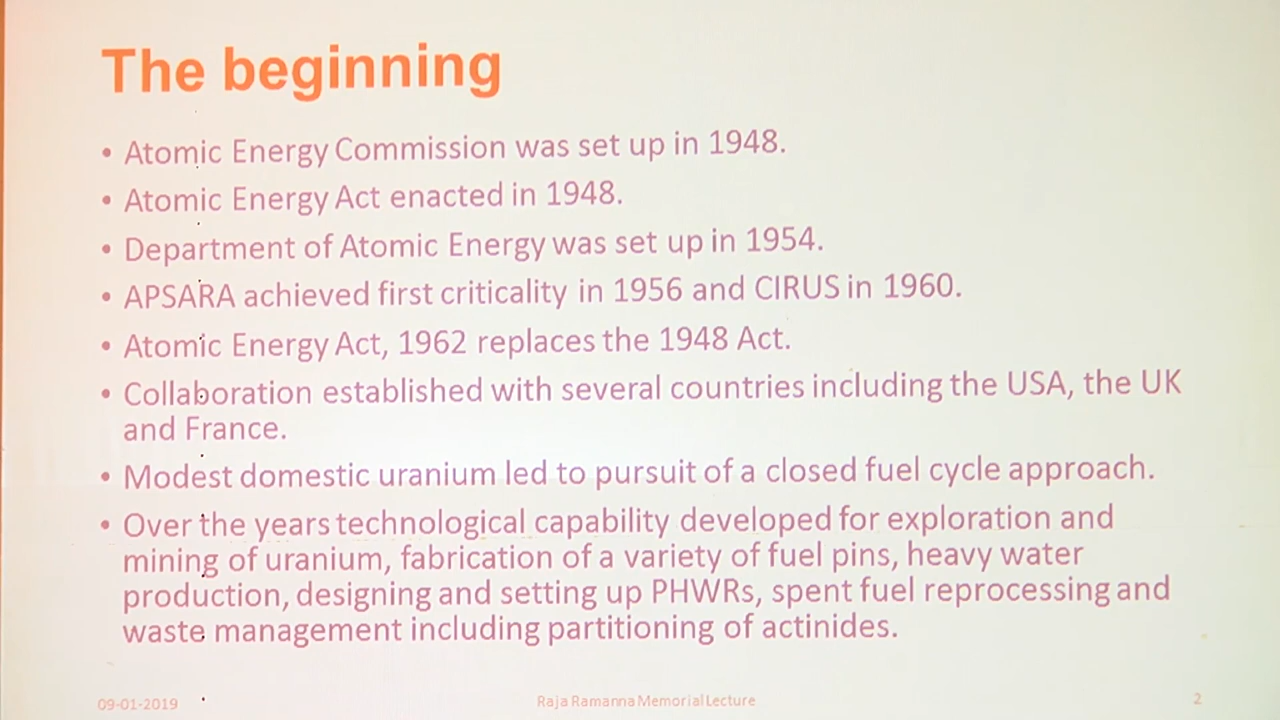 The beginning
• Atomic Energy Commission was set up in 1948.
• Atomic Energy Act enacted in 1948.
• Department of Atomic Energy was set up in 1954.
• APSARA achieved first criticality in 1956 and CIRUS in 1960.
• Atomic Energy Act, 1962 replaces the 1948 Act.
• Collaboration established with several countries including the USA, the UK
and France.
• Modest domestic uranium led to pursuit of a closed fuel cycle approach.
• Over the years technological capability developed for exploration and
mining of uranium, fabrication of a variety of fuel pins, heavy water
production, designing and setting up PHWRs, spent fuel reprocessing and
waste management including partitioning of actinides.
09-01-2019
Raja Ramanna Memorial Lecture
2